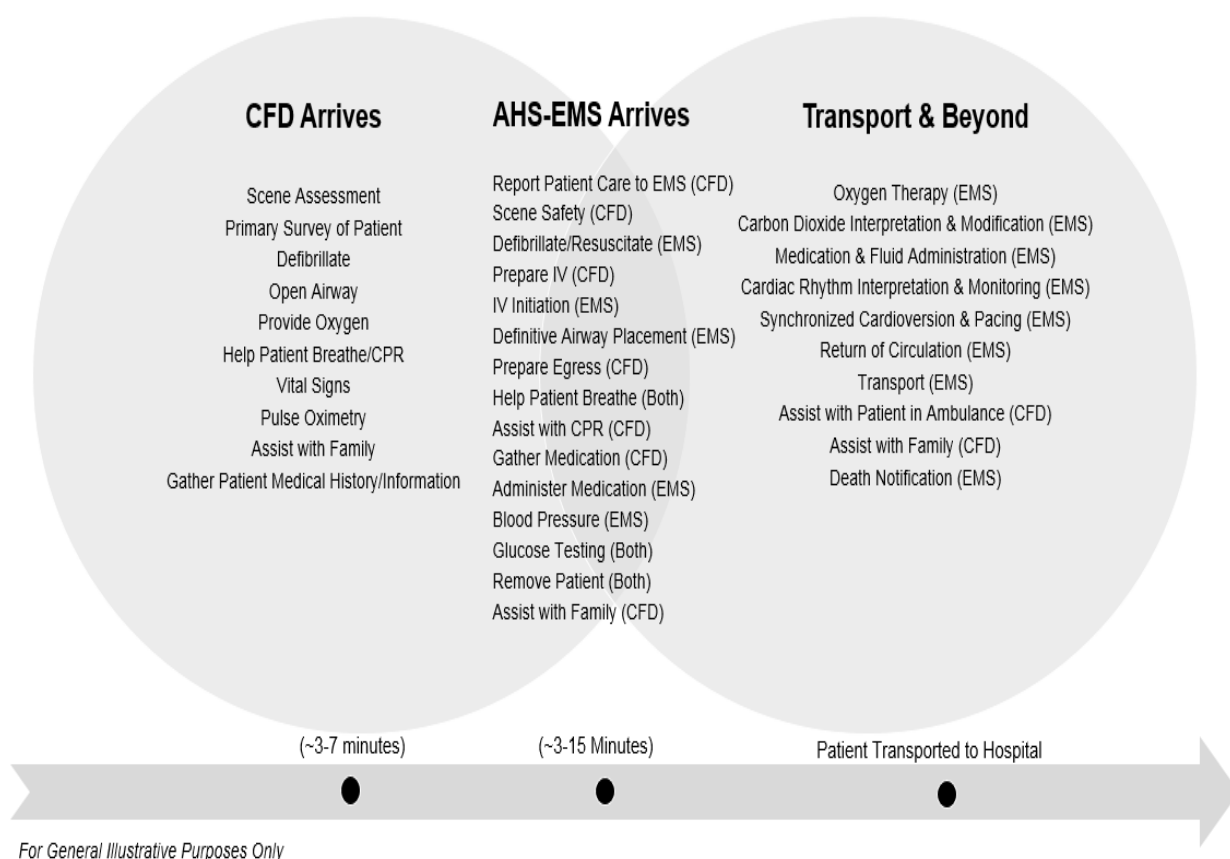 CFD Arrives
Scene Assessment
Primary Survey of Patient
Defibrillate
Open Airway
Provide Oxygen
Help Patient Breathe/CPR
Vital Signs
Pulse Oximetry
Assist with Family
Gather Patient Medical History/Information
AHS-EMS Arrives
Report Patient Care to EMS (CFD)
Scene Safety (CFD)
Defibrillate/Resuscitate (EMS)
Prepare IV (CFD)
IV Initiation (EMS)
Definitive Airway Placement (EMS)
Prepare Egress (CFD)
Help Patient Breathe (Both)
Assist with CPR (CFD)
Gather Medication (CFD)
Administer Medication (EMS)
Blood Pressure (EMS)
Glucose Testing (Both)
Remove Patient (Both)
Assist with Family (CFD)
Transport & Beyond
Oxygen Therapy (EMS)
Carbon Dioxide Interpretation & Modification (EMS)
Medication & Fluid Administration (EMS)
Cardiac Rhythm Interpretation & Monitoring (EMS)
Synchronized Cardioversion & Pacing (EMS)
Return of Circulation (EMS)
Transport (EMS)
Assist with Patient in Ambulance (CFD)
Assist with Family (CFD)
Death Notification (EMS)
(~3-7 minutes)
(~3-15 Minutes)
Patient Transported to Hospital
For General Illustrative Purposes Only